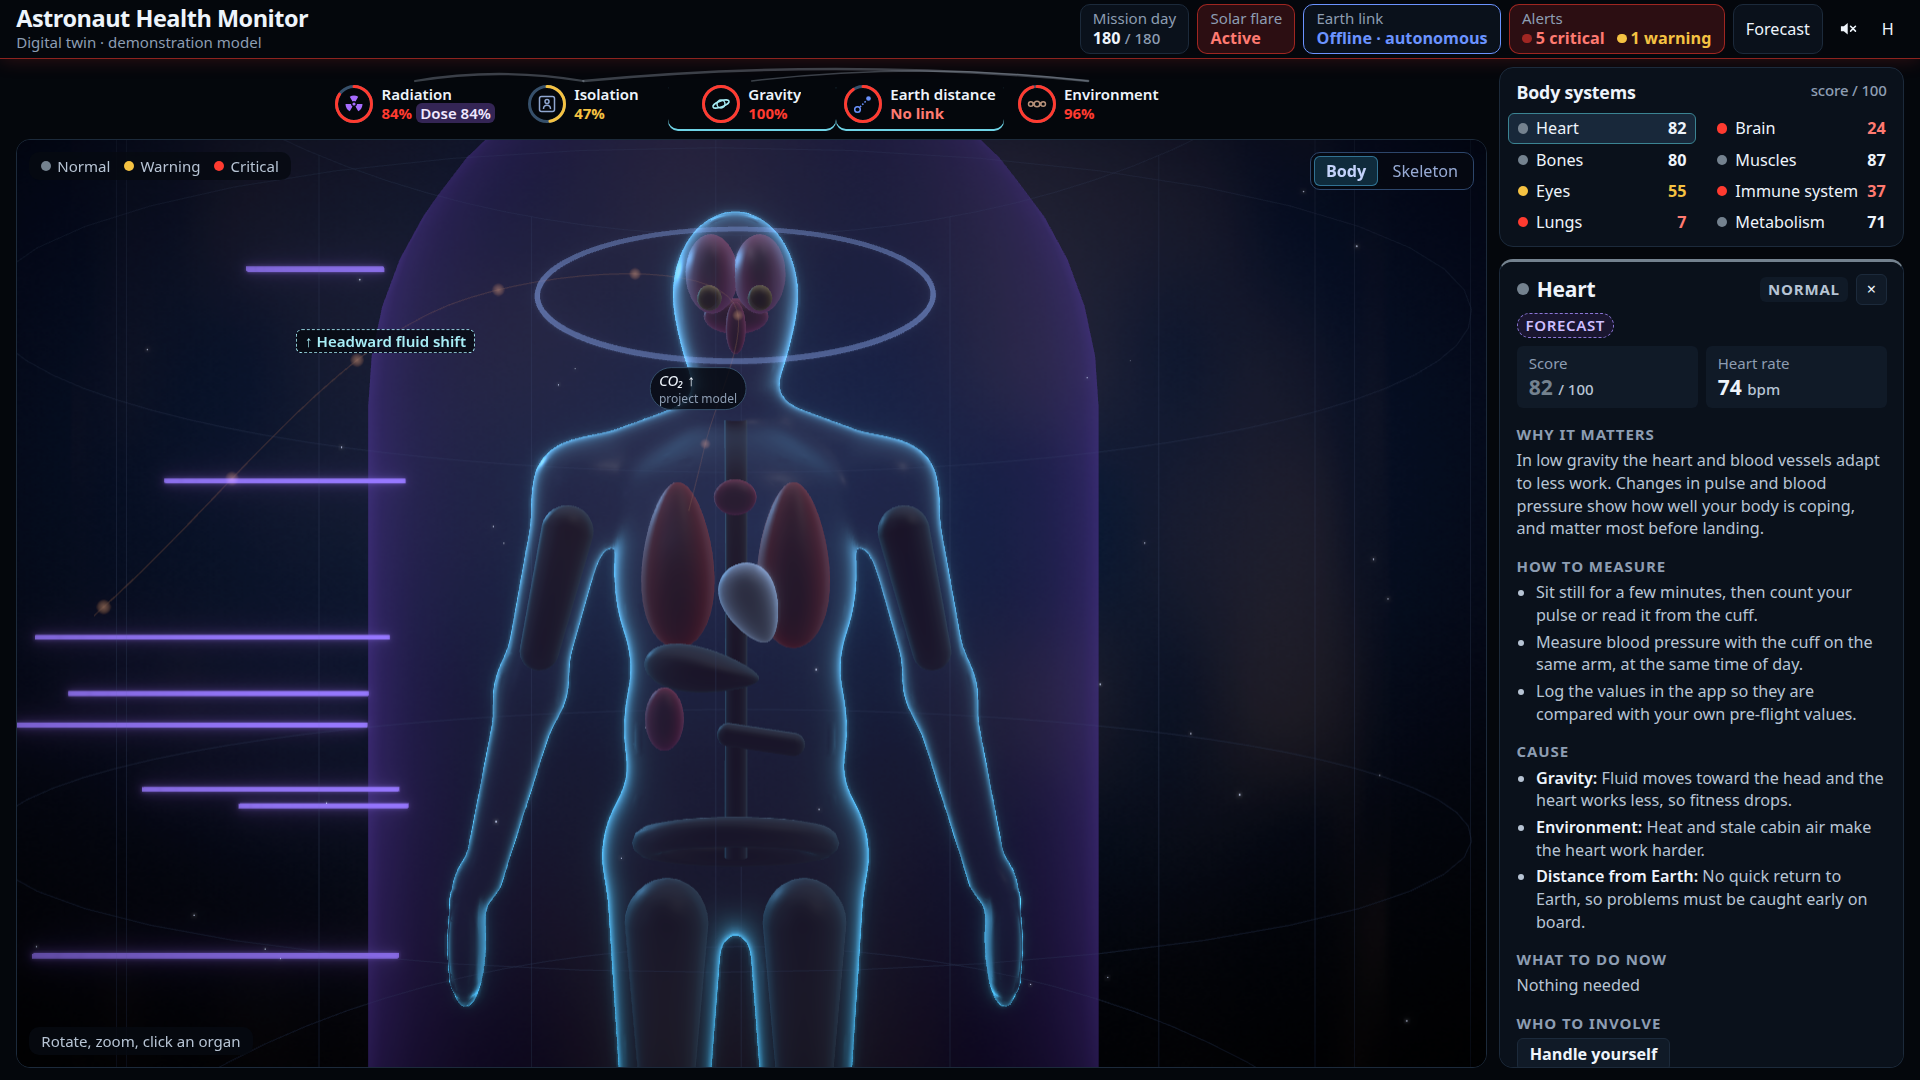 Astronaut Health Monitor
Digital twin · demonstration model
Mission day
180 / 180
Solar flare
Active
Earth link
Offline · autonomous
Alerts
5 critical 1 warning
Forecast
H
Radiation
84% Dose 84%
Isolation
47%
Gravity
100%
Earth distance
No link
Environment
96%
Normal Warning Critical
Body Skeleton
↑ Headward fluid shift
CO₂ ↑
project model
Rotate, zoom, click an organ
Body systems score / 100
Heart 82
Brain 24
Bones 80
Muscles 87
Eyes 55
Immune system 37
Lungs 7
Metabolism 71
Heart NORMAL ×
FORECAST
Score
82 / 100
Heart rate
74 bpm
WHY IT MATTERS
In low gravity the heart and blood vessels adapt
to less work. Changes in pulse and blood
pressure show how well your body is coping,
and matter most before landing.
HOW TO MEASURE
• Sit still for a few minutes, then count your
pulse or read it from the cuff.
• Measure blood pressure with the cuff on the
same arm, at the same time of day.
• Log the values in the app so they are
compared with your own pre-flight values.
CAUSE
• Gravity: Fluid moves toward the head and the
heart works less, so fitness drops.
• Environment: Heat and stale cabin air make
the heart work harder.
• Distance from Earth: No quick return to
Earth, so problems must be caught early on
board.
WHAT TO DO NOW
Nothing needed
WHO TO INVOLVE
Handle yourself